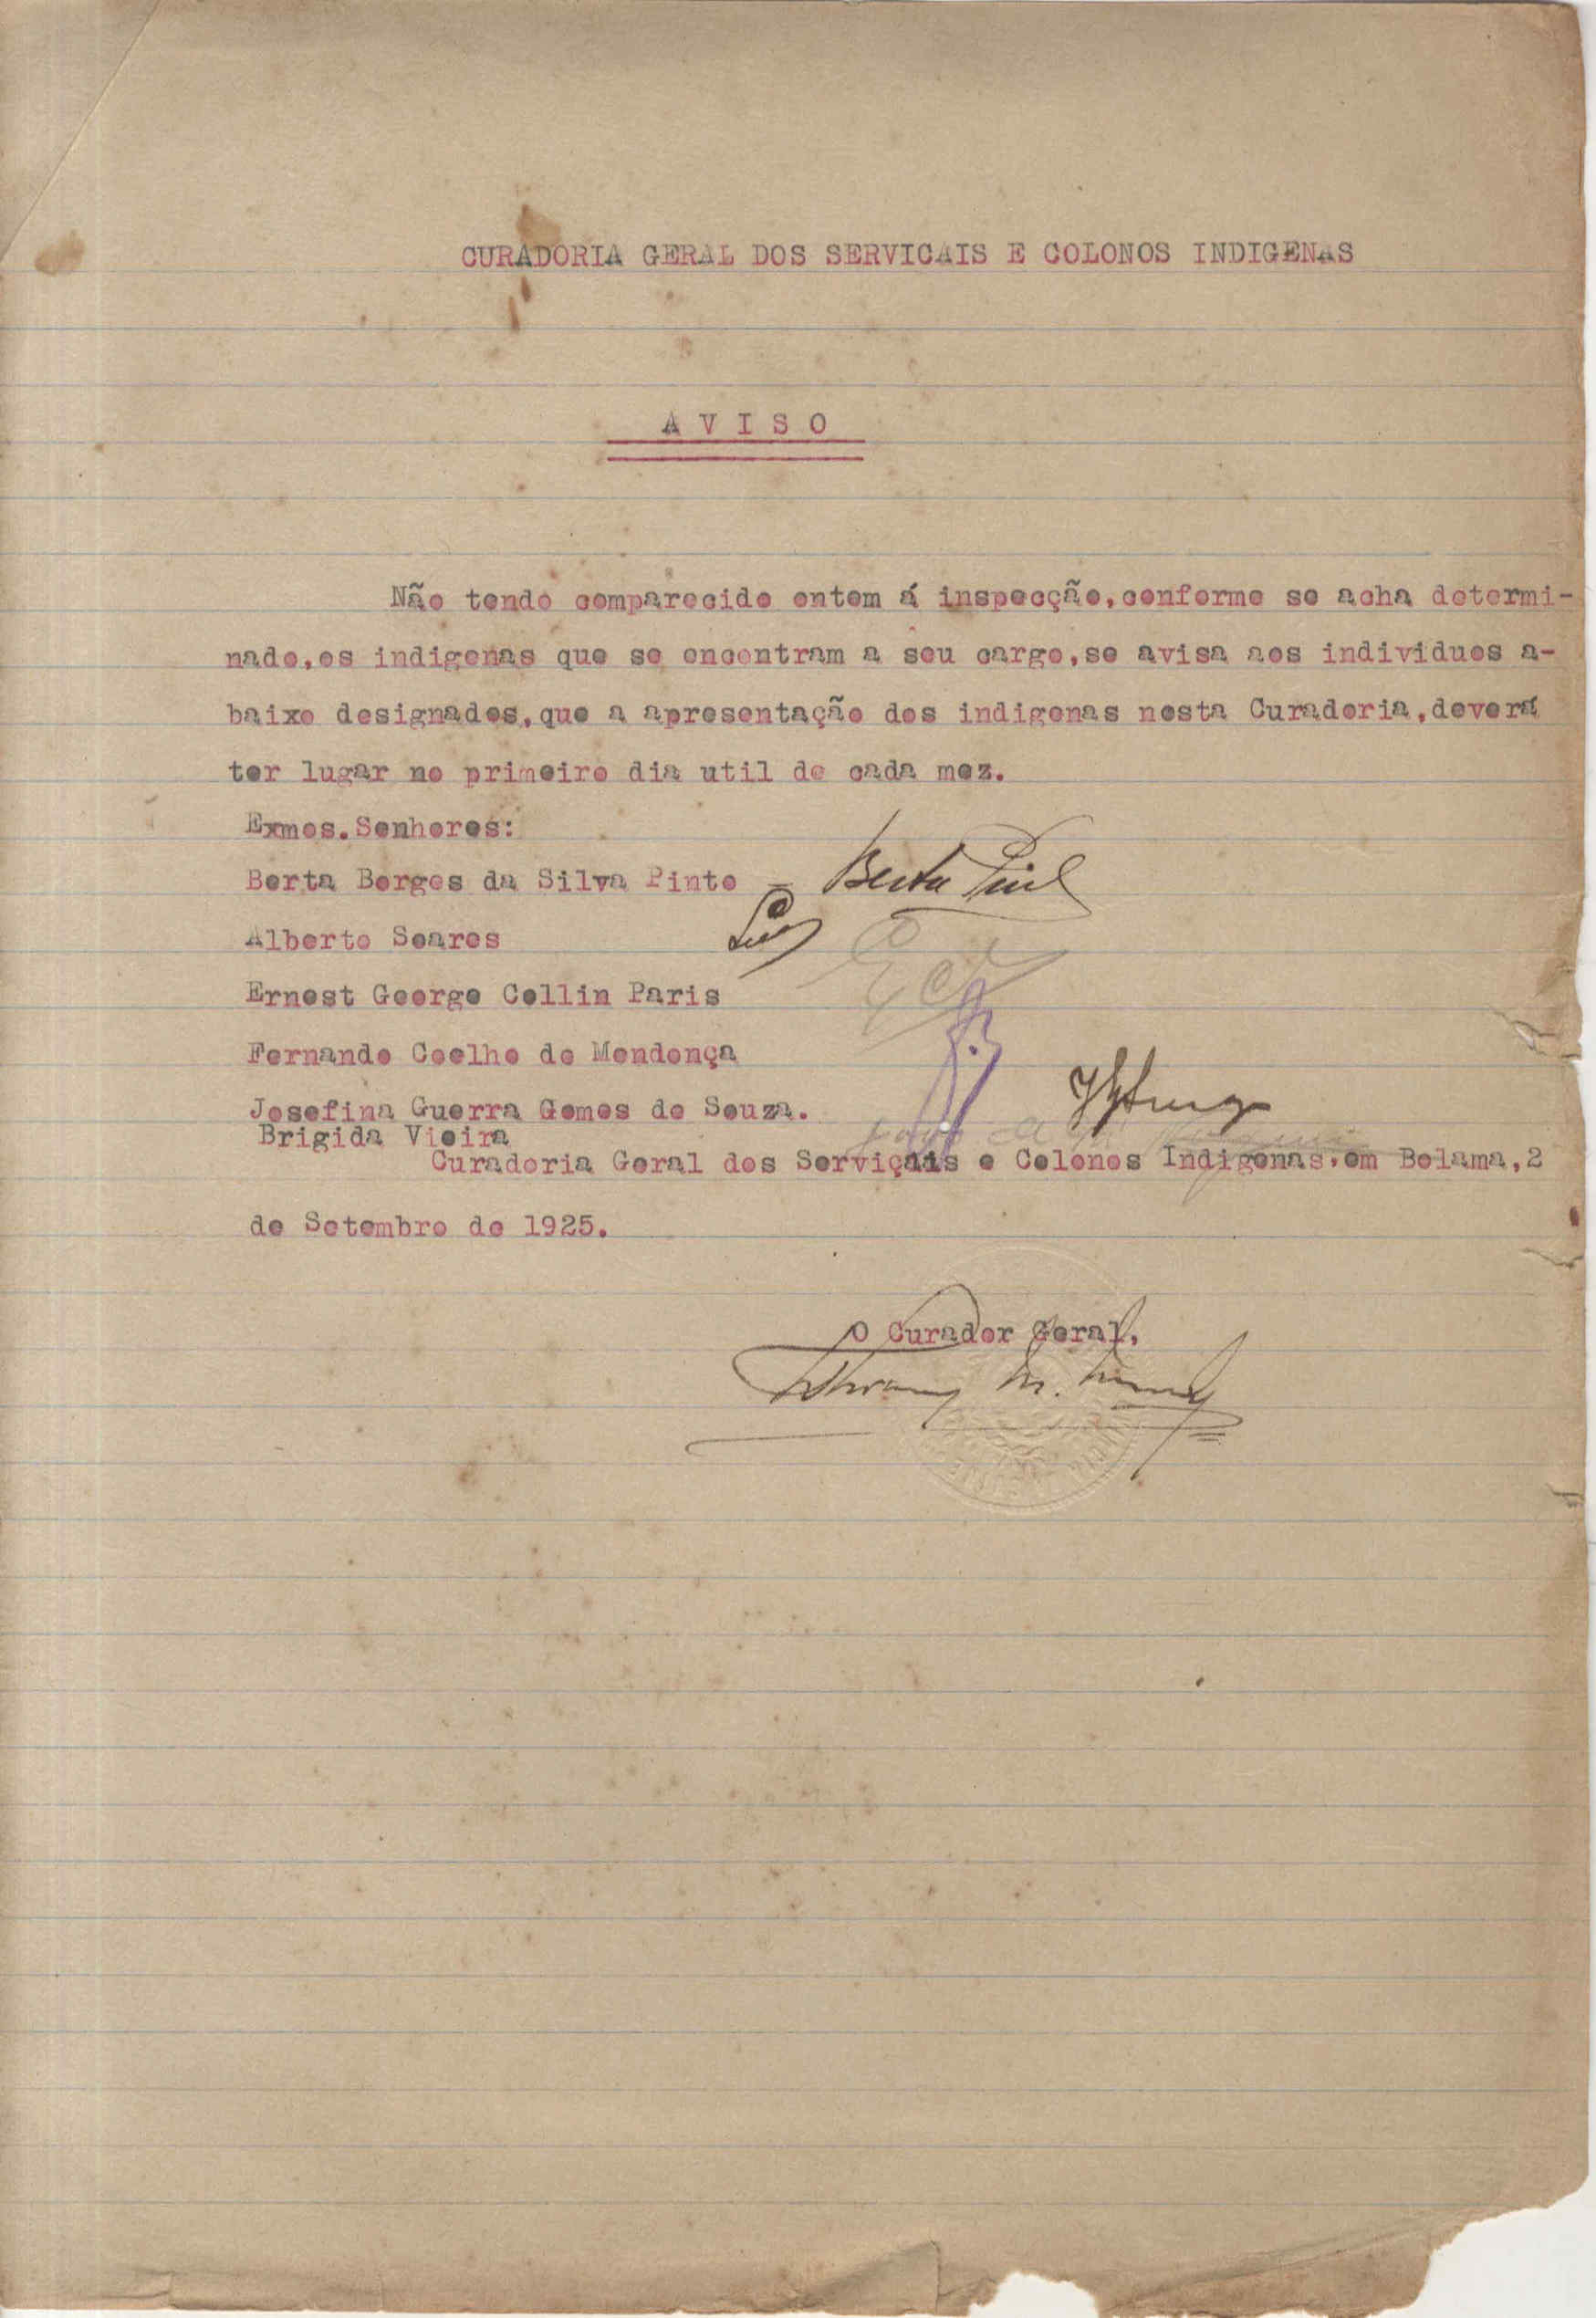 CURADORIA GERAL DOS SERVICAIS E COLONOS INDIGENAS
AVISO
Não tendo comparecido ontem á inspecção,conforme se acha determi-
nado,os indigenas que se encontram a seu cargo,se avisa aos individuos a-
baixo designados,que a apresentação dos indigenas nesta Curadoria,deverá
ter lugar no primeiro dia util de cada mez.
Exmos.Senhores:
Berta Borges da Silva Pinto - Berta Pinto
Alberto Soares
Ernest George Collin Paris
Fernando Coelho de Mendonça
Josefina Guerra Gomes de Souza.
Brigida Vieira
Curadoria Geral dos Serviçais e Colonos Indigenas,em Bolama,2
de Setembro de 1925.
O Curador Geral,